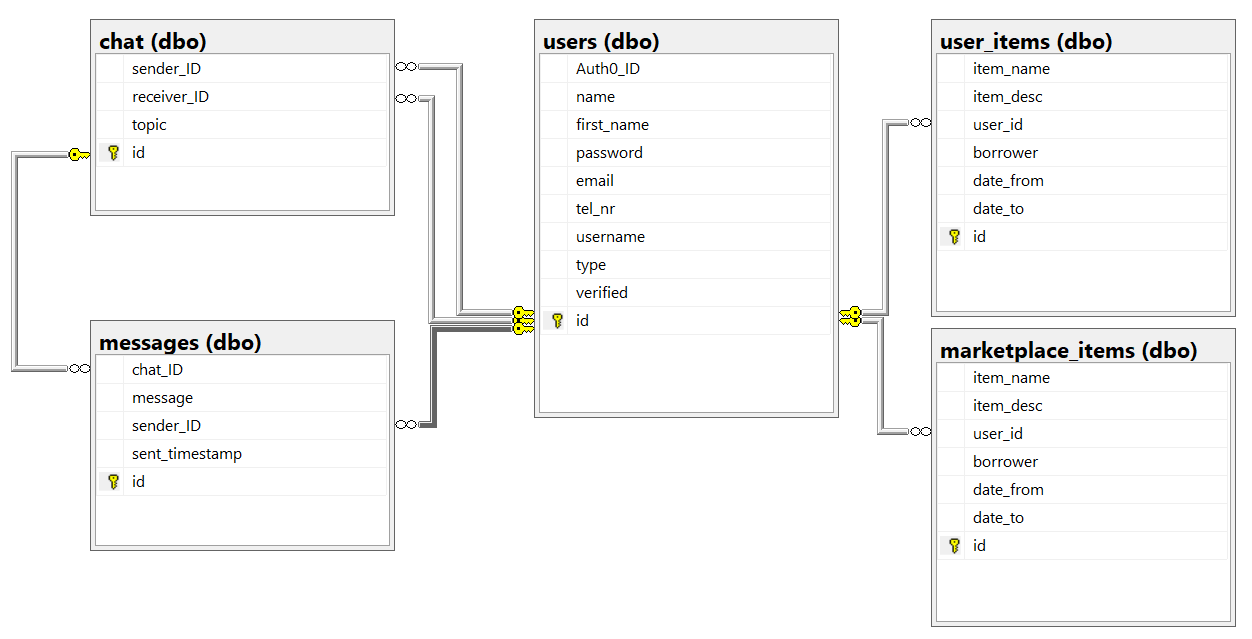 chat (dbo)
sender_ID
receiver_ID
topic
id
messages (dbo)
chat_ID
message
sender_ID
sent_timestamp
id
users (dbo)
Auth0_ID
name
first_name
password
email
tel_nr
username
type
verified
id
user_items (dbo)
item_name
item_desc
user_id
borrower
date_from
date_to
id
marketplace_items (dbo)
item_name
item_desc
user_id
borrower
date_from
date_to
id